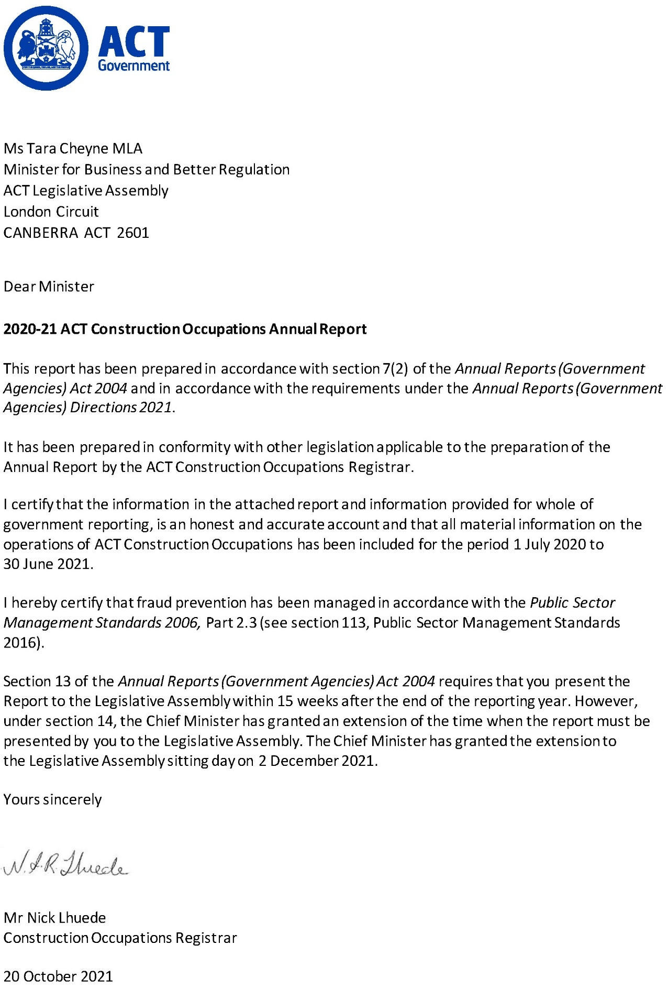 ACT
Government
Ms Tara Cheyne MLA
Minister for Business and Better Regulation
ACT Legislative Assembly
London Circuit
CANBERRA ACT 2601
Dear Minister
2020-21 ACT Construction Occupations Annual Report
This report has been prepared in accordance with section 7(2) of the Annual Reports (Government
Agencies) Act 2004 and in accordance with the requirements under the Annual Reports (Government
Agencies) Directions 2021.
It has been prepared in conformity with other legislation applicable to the preparation of the
Annual Report by the ACT Construction Occupations Registrar.
I certify that the information in the attached report and information provided for whole of
government reporting, is an honest and accurate account and that all material information on the
operations of ACT Construction Occupations has been included for the period 1 July 2020 to
30 June 2021.
I hereby certify that fraud prevention has been managed in accordance with the Public Sector
Management Standards 2006, Part 2.3 (see section 113, Public Sector Management Standards
2016).
Section 13 of the Annual Reports (Government Agencies) Act 2004 requires that you present the
Report to the Legislative Assembly within 15 weeks after the end of the reporting year. However,
under section 14, the Chief Minister has granted an extension of the time when the report must be
presented by you to the Legislative Assembly. The Chief Minister has granted the extension to
the Legislative Assembly sitting day on 2 December 2021.
Yours sincerely
N.I.R. Lhuede
Mr Nick Lhuede
Construction Occupations Registrar
20 October 2021